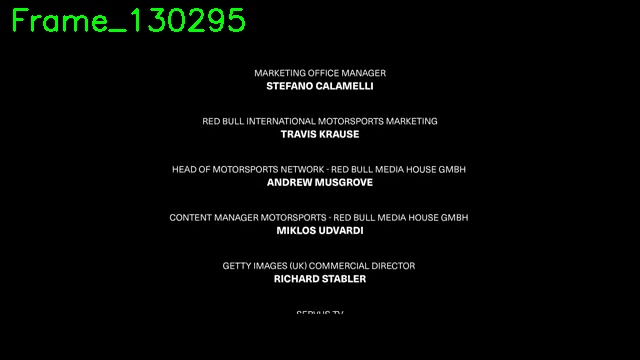 Frame_130295
MARKETING OFFICE MANAGER
STEFANO CALAMELLI
RED BULL INTERNATIONAL MOTORSPORTS MARKETING
TRAVIS KRAUSE
HEAD OF MOTORSPORTS NETWORK - RED BULL MEDIA HOUSE GMBH
ANDREW MUSGROVE
CONTENT MANAGER MOTORSPORTS - RED BULL MEDIA HOUSE GMBH
MIKLOS UDVARDI
GETTY IMAGES (UK) COMMERCIAL DIRECTOR
RICHARD STABLER
SERVUS TV